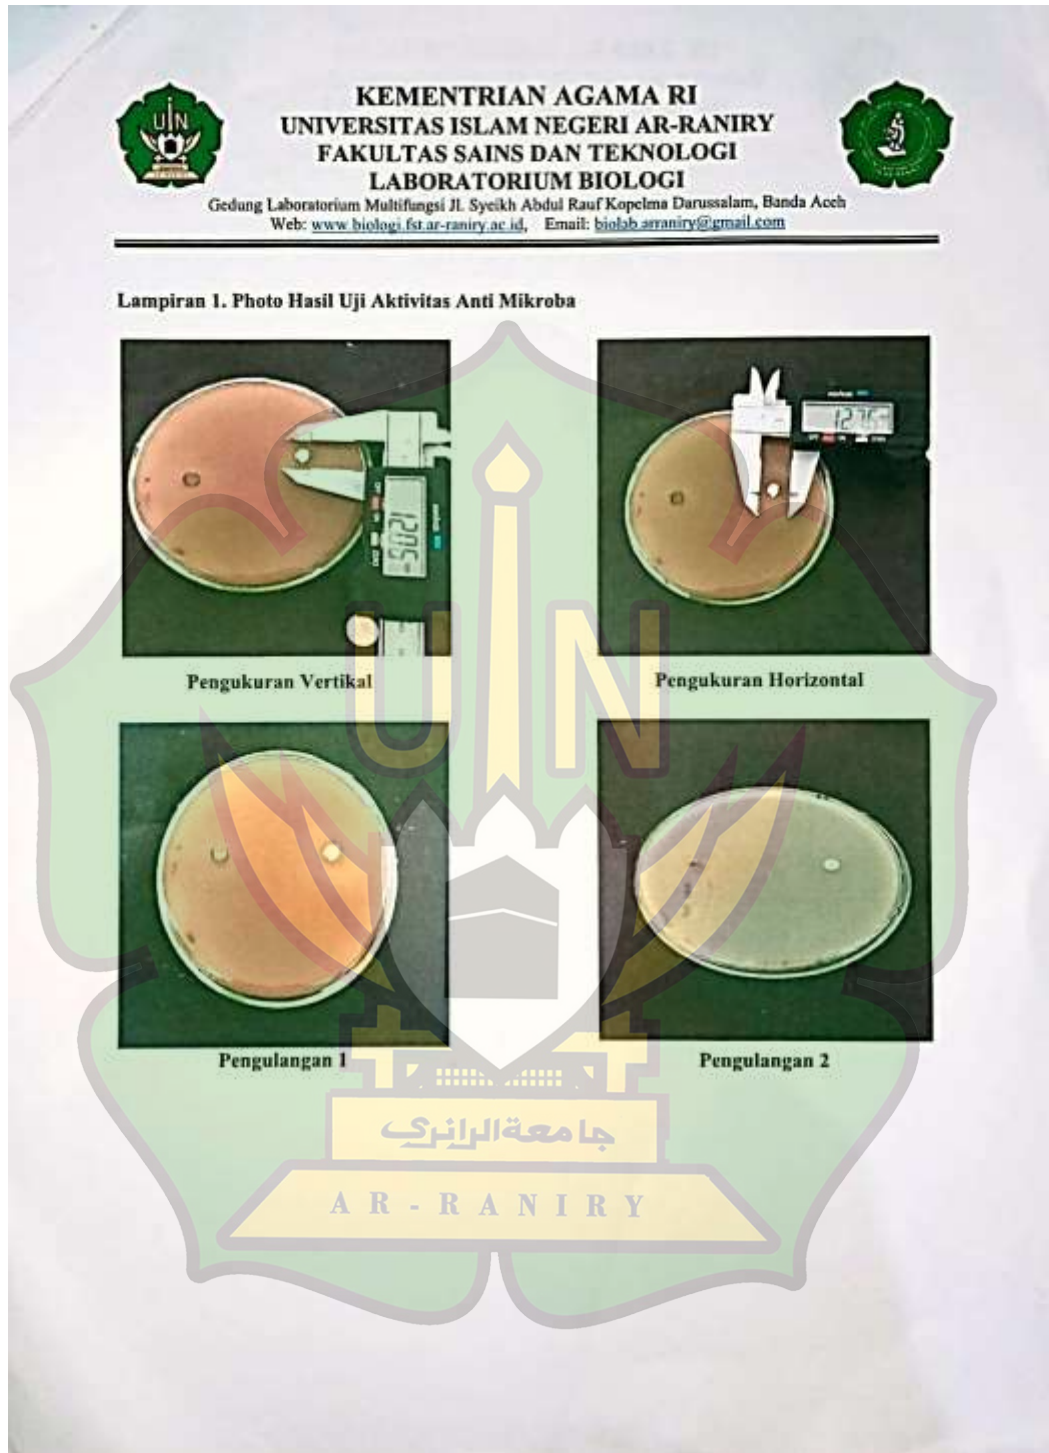 KEMENTRIAN AGAMA RI
UNIVERSITAS ISLAM NEGERI AR-RANIRY
FAKULTAS SAINS DAN TEKNOLOGI
LABORATORIUM BIOLOGI
Gedung Laboratorium Multifungsi Jl. Syeikh Abdul Rauf Kopelma Darussalam, Banda Aceh
Web: www.biologi.fst.ar-raniry.ac.id, Email: biolab.arraniry@gmail.com
UIN
Lampiran 1. Photo Hasil Uji Aktivitas Anti Mikroba
Pengukuran Vertikal
Pengukuran Horizontal
UIN
Pengulangan 1
Pengulangan 2
جامعة الرانري
AR-RANIRY